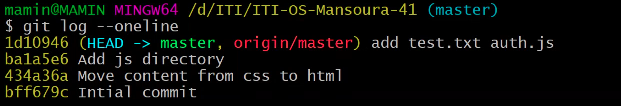 mamin@MAMIN MINGW64 /d/ITI/ITI-OS-Mansoura-41 (master)
$ git log --oneline
1d10946 (HEAD -> master, origin/master) add test.txt auth.js
ba1a5e6 Add js directory
434a36a Move content from css to html
bff679c Intial commit